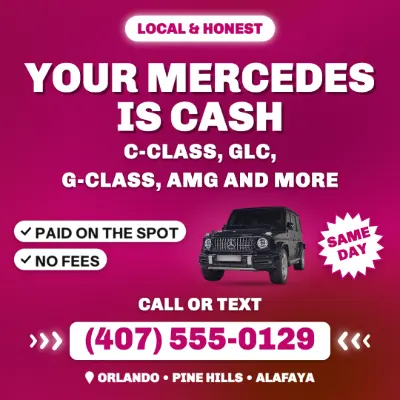 LOCAL & HONEST
YOUR MERCEDES
IS CASH
C-CLASS, GLC,
G-CLASS, AMG AND MORE
PAID ON THE SPOT
NO FEES
SAME
DAY
CALL OR TEXT
(407) 555-0129
ORLANDO • PINE HILLS • ALAFAYA